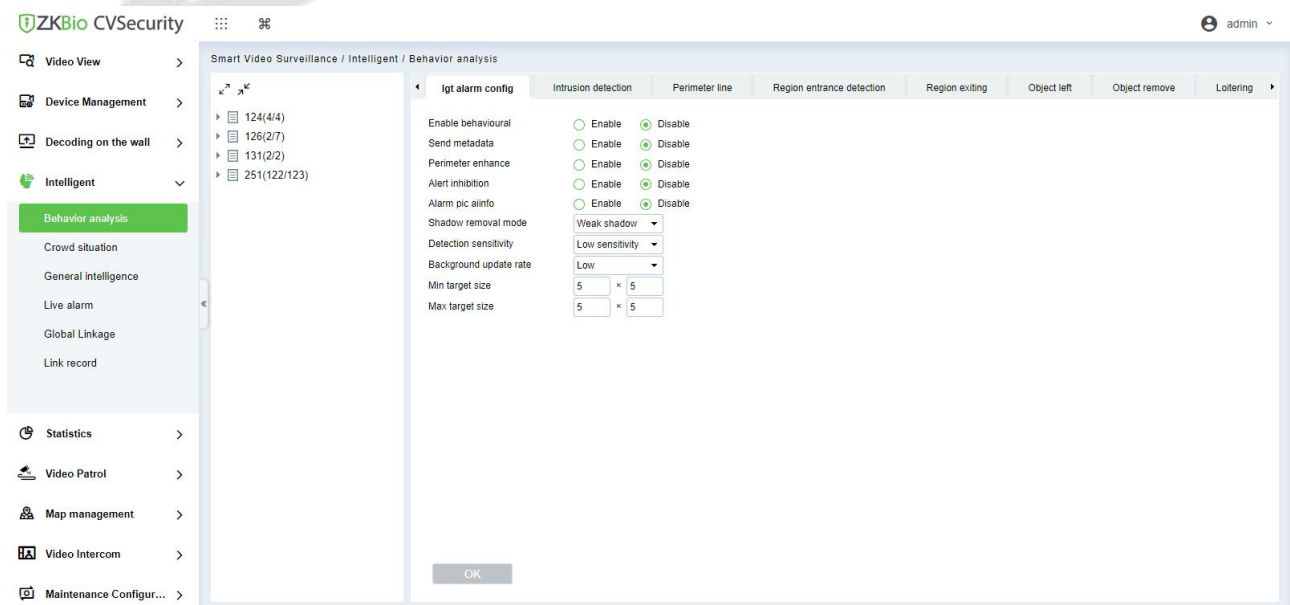 ZKBio CVSecurity
admin
Video View
Device Management
Decoding on the wall
Intelligent
Behavior analysis
Crowd situation
General intelligence
Live alarm
Global Linkage
Link record
Statistics
Video Patrol
Map management
Video Intercom
Maintenance Configur...
Smart Video Surveillance / Intelligent / Behavior analysis
124(4/4)
126(2/7)
131(2/2)
251(122/123)
Igt alarm config Intrusion detection Perimeter line Region entrance detection Region exiting Object left Object remove Loitering
Enable behavioural Enable Disable
Send metadata Enable Disable
Perimeter enhance Enable Disable
Alert inhibition Enable Disable
Alarm pic aiinfo Enable Disable
Shadow removal mode Weak shadow
Detection sensitivity Low sensitivity
Background update rate Low
Min target size 5 × 5
Max target size 5 × 5
OK